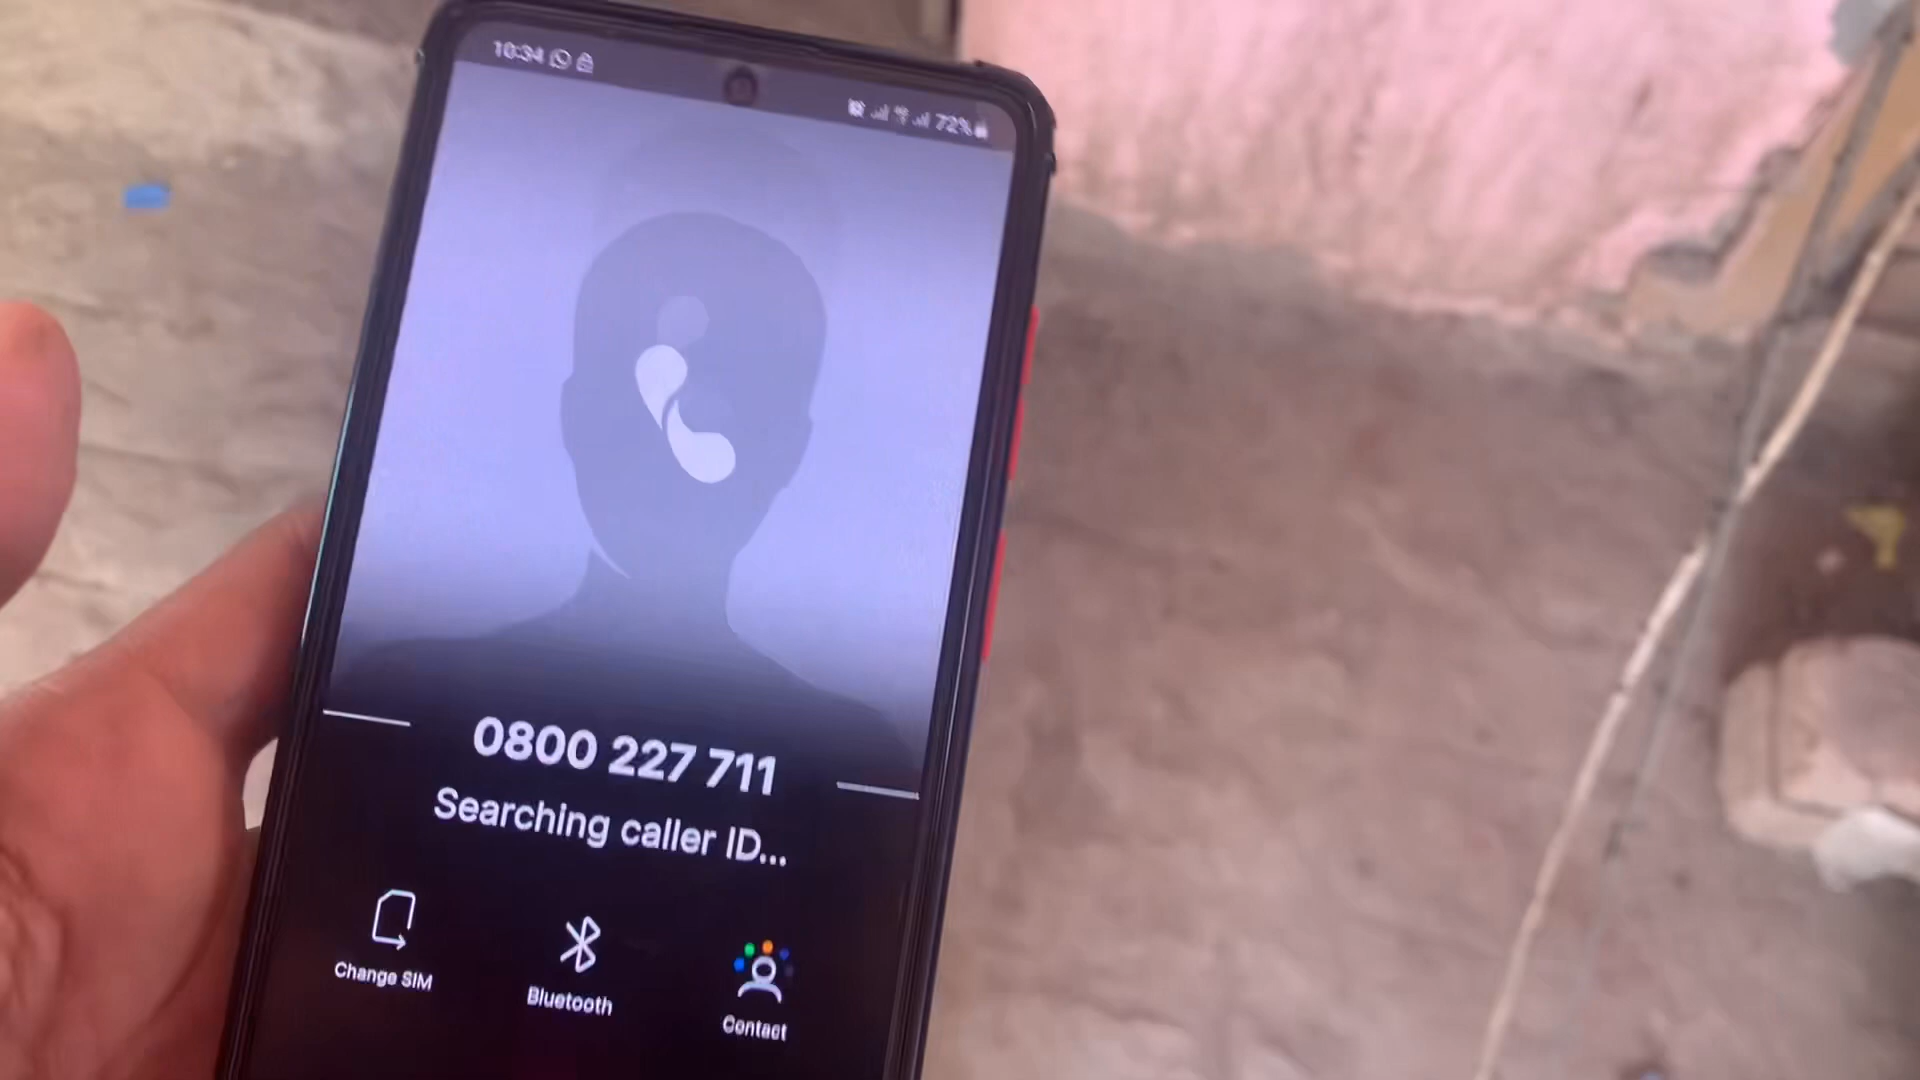 10:34
72%
0800 227 711
Searching caller ID...
Change SIM
Bluetooth
Contact